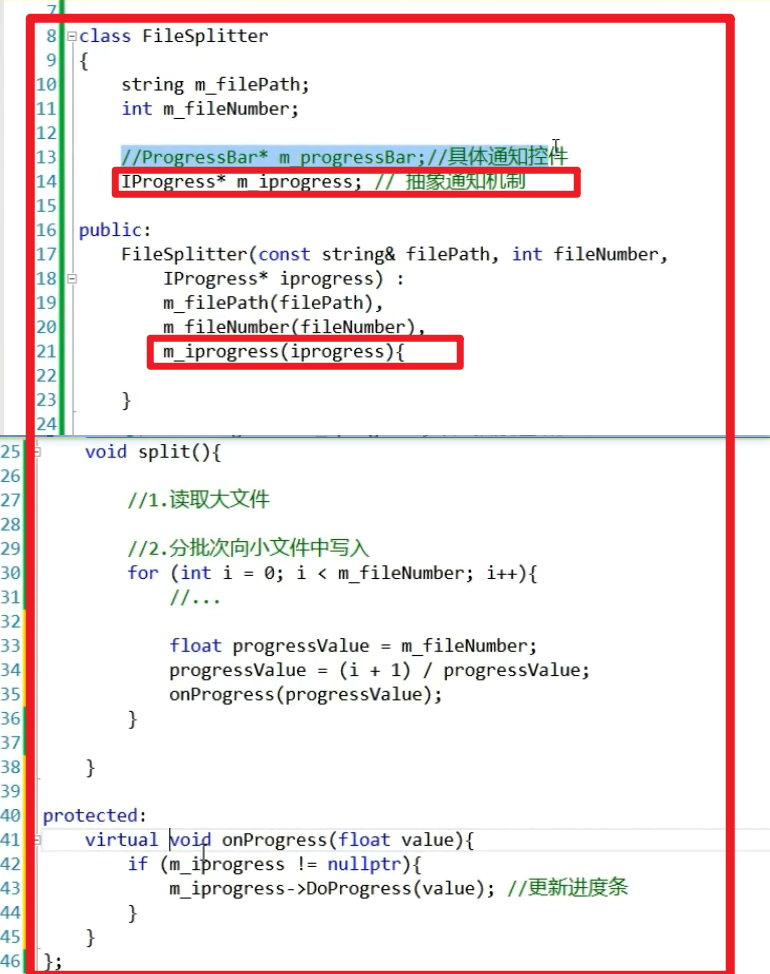 7
8 class FileSplitter
9 {
10 string m_filePath;
11 int m_fileNumber;
12
13 //ProgressBar* m_progressBar;//具体通知控件
14 IProgress* m_iprogress; // 抽象通知机制
15
16 public:
17 FileSplitter(const string& filePath, int fileNumber,
18 IProgress* iprogress) :
19 m_filePath(filePath),
20 m_fileNumber(fileNumber),
21 m_iprogress(iprogress){
22
23 }
24
25 void split(){
26
27 //1.读取大文件
28
29 //2.分批次向小文件中写入
30 for (int i = 0; i < m_fileNumber; i++){
31 //...
32
33 float progressValue = m_fileNumber;
34 progressValue = (i + 1) / progressValue;
35 onProgress(progressValue);
36 }
37
38 }
39
40 protected:
41 virtual void onProgress(float value){
42 if (m_iprogress != nullptr){
43 m_iprogress->DoProgress(value); //更新进度条
44 }
45 }
46 };